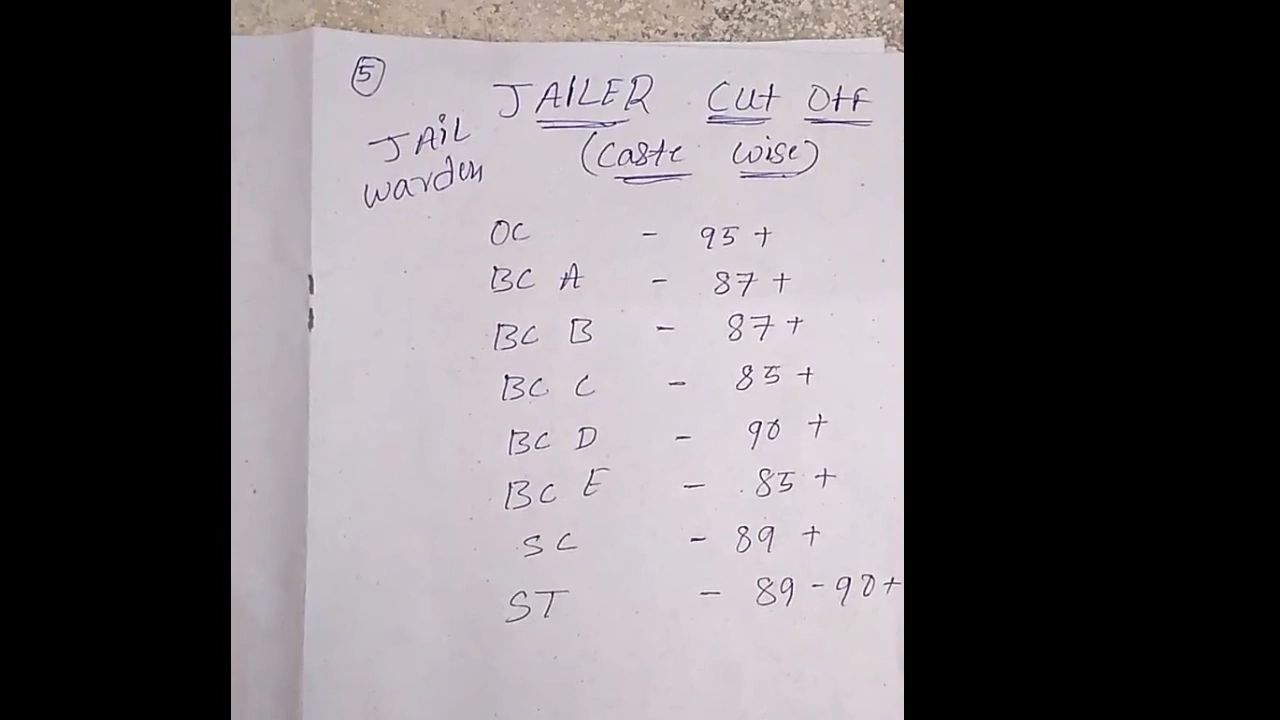 5
JAILER Cut Off
JAiL
warden
(Caste wise)
OC - 95 +
BC A - 87 +
BC B - 87 +
BC C - 85 +
BC D - 90 +
BC E - 85 +
SC - 89 +
ST - 89 - 90 +